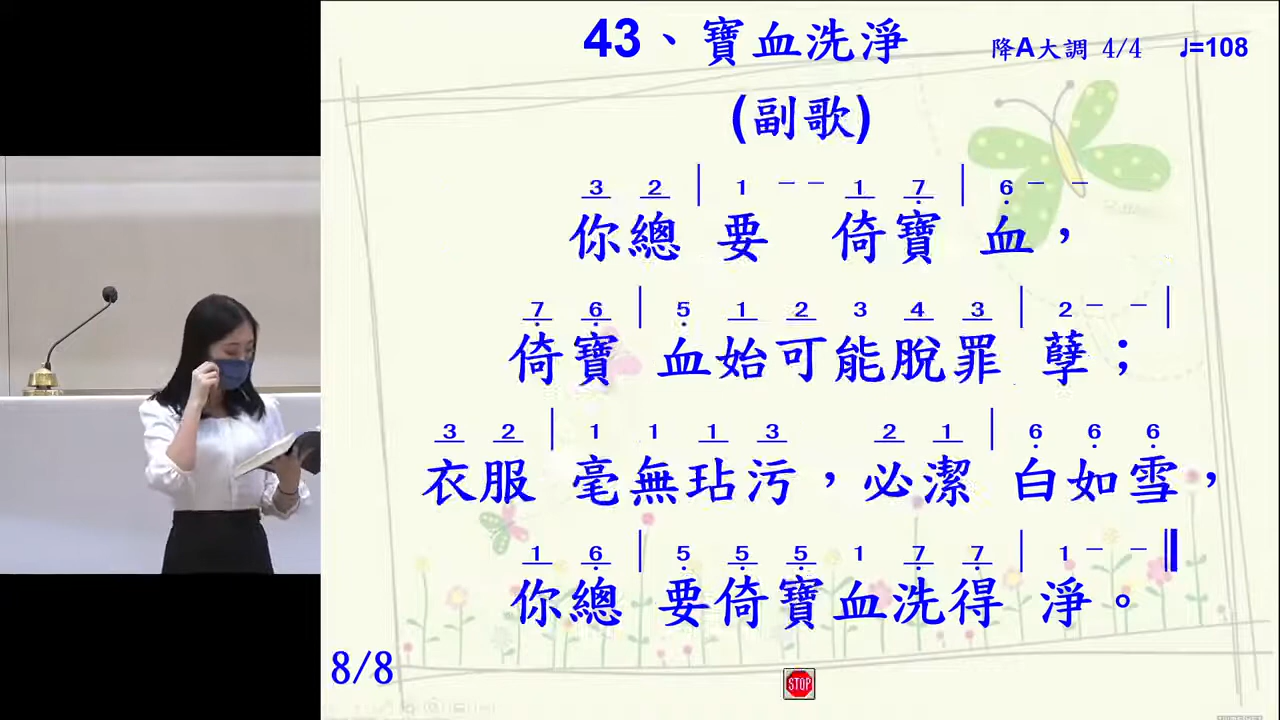 43、寶血洗淨
降A大調 4/4 ♩=108
(副歌)
3 2 | 1 – – 1 7 | 6 – –
你總 要 倚寶 血，
7 6 | 5 1 2 3 4 3 | 2 – – |
倚寶 血始可能脫罪 孽；
3 2 | 1 1 1 3 2 1 | 6 6 6
衣服 毫無玷污，必潔 白如雪，
1 6 | 5 5 5 1 7 7 | 1 – – ‖
你總 要倚寶血洗得 淨。
8/8
STOP